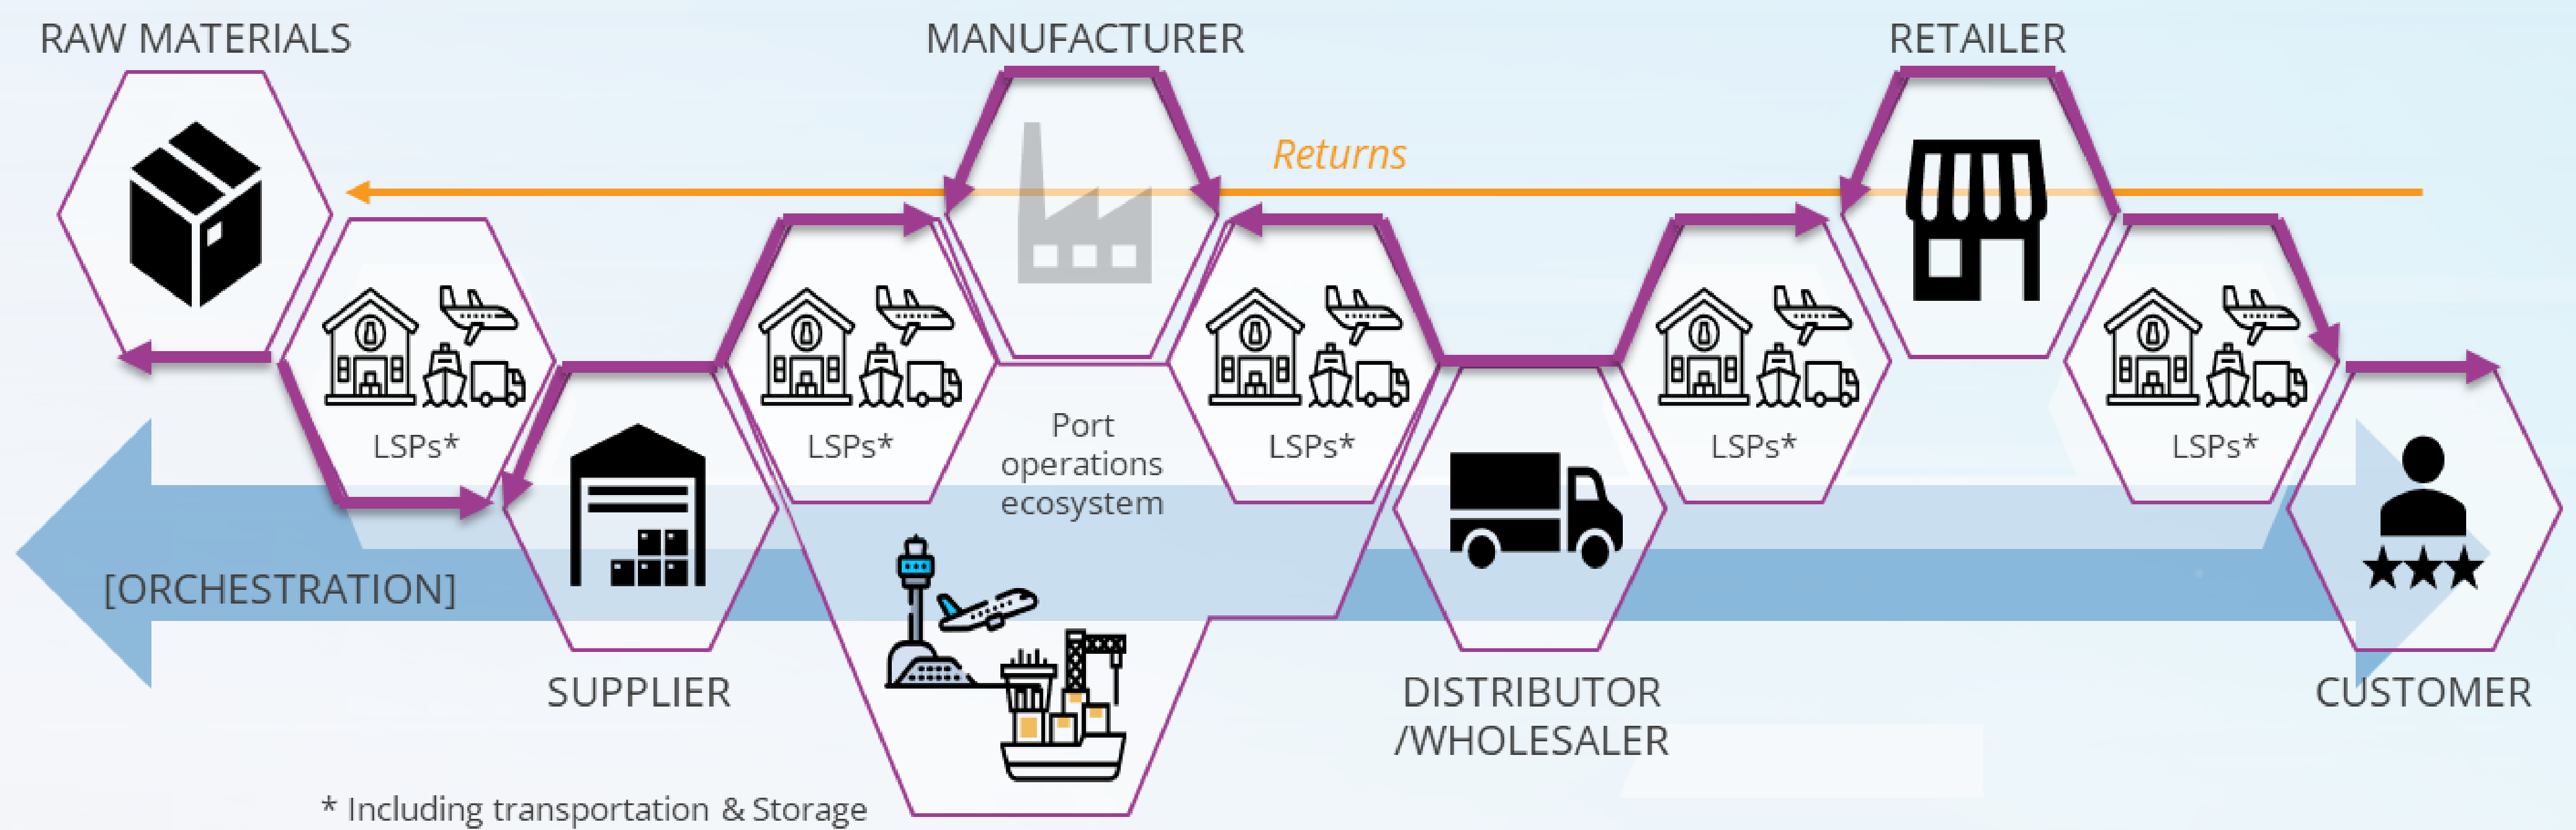 RAW MATERIALS
MANUFACTURER
RETAILER
Returns
LSPs*
LSPs*
Port
operations
ecosystem
LSPs*
LSPs*
LSPs*
[ORCHESTRATION]
SUPPLIER
DISTRIBUTOR
/WHOLESALER
CUSTOMER
* Including transportation & Storage